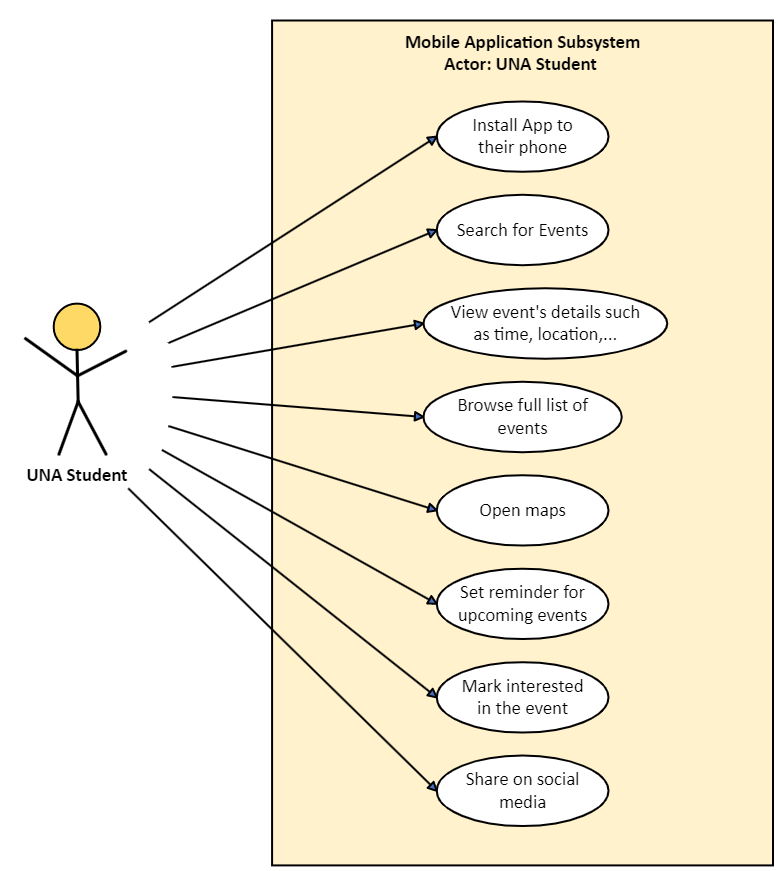 Mobile Application Subsystem
Actor: UNA Student
Install App to
their phone
Search for Events
View event's details such
as time, location,...
Browse full list of
events
UNA Student
Open maps
Set reminder for
upcoming events
Mark interested
in the event
Share on social
media